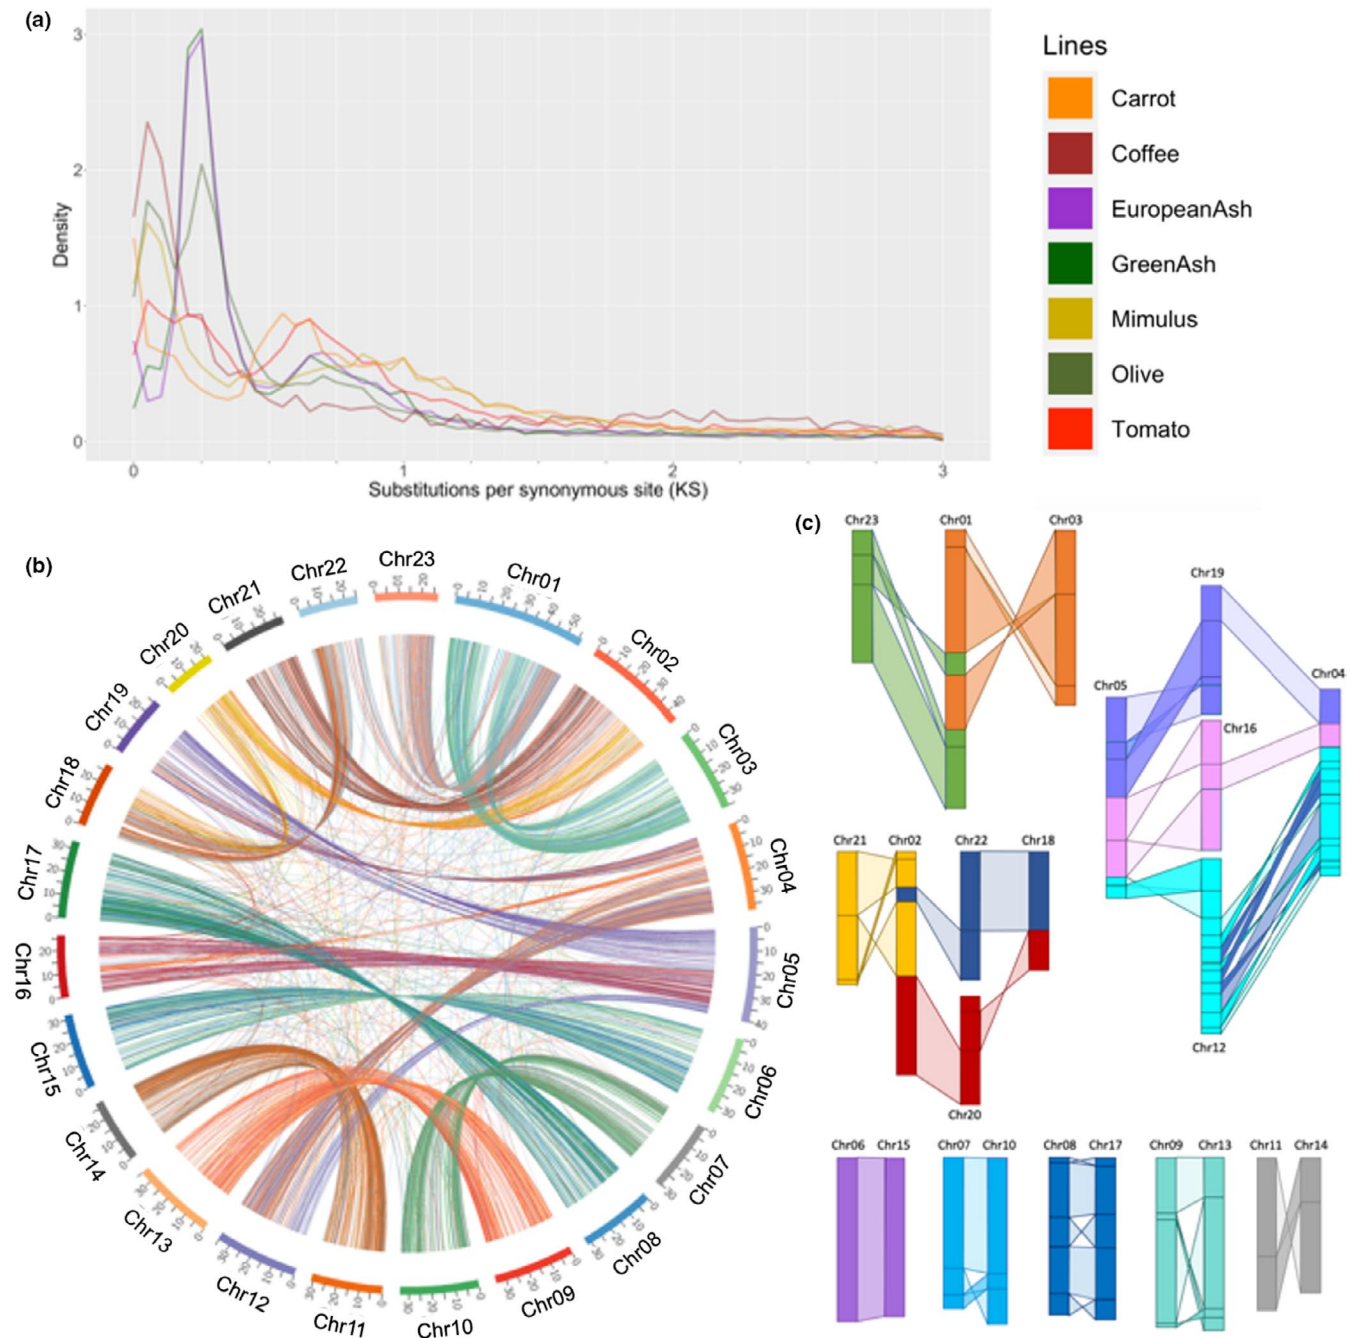 (a)
3
2
1
0
Density
0
1
2
3
Substitutions per synonymous site (KS)
Lines
Carrot
Coffee
EuropeanAsh
GreenAsh
Mimulus
Olive
Tomato
(b)
Chr01
Chr02
Chr03
Chr04
Chr05
Chr06
Chr07
Chr08
Chr09
Chr10
Chr11
Chr12
Chr13
Chr14
Chr15
Chr16
Chr17
Chr18
Chr19
Chr20
Chr21
Chr22
Chr23
(c)
Chr23 Chr01 Chr03
Chr19
Chr05 Chr04
Chr16
Chr12
Chr21 Chr02 Chr22 Chr18
Chr20
Chr06 Chr15 Chr07 Chr10 Chr08 Chr17 Chr09 Chr13 Chr11 Chr14